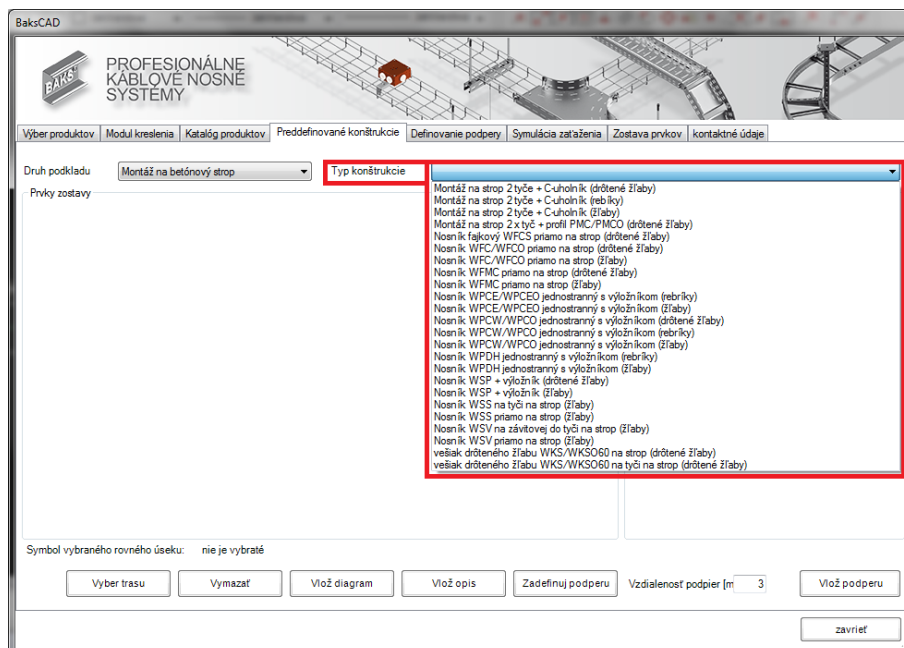 BaksCAD
BAKS
PROFESIONÁLNE
KÁBLOVÉ NOSNÉ
SYSTÉMY
Výber produktov Modul kreslenia Katalóg produktov Preddefinované konštrukcie Definovanie podpery Symulácia zaťaženia Zostava prvkov kontaktné údaje
Druh podkladu Montáž na betónový strop Typ konštrukcie
Prvky zostavy
Montáž na strop 2 tyče + C-uholník (drôtené žľaby)
Montáž na strop 2 tyče + C-uholník (rebíky)
Montáž na strop 2 tyče + C-uholník (žľaby)
Montáž na strop 2 x tyč + profil PMC/PMCO (drôtené žľaby)
Nosník fajkový WFCS priamo na strop (drôtené žľaby)
Nosník WFC/WFCO priamo na strop (drôtené žľaby)
Nosník WFC/WFCO priamo na strop (žľaby)
Nosník WFMC priamo na strop (drôtené žľaby)
Nosník WFMC priamo na strop (žľaby)
Nosník WPCE/WPCEO jednostranný s výložníkom (rebríky)
Nosník WPCE/WPCEO jednostranný s výložníkom (žľaby)
Nosník WPCW/WPCO jednostranný s výložníkom (drôtené žľaby)
Nosník WPCW/WPCO jednostranný s výložníkom (rebríky)
Nosník WPCW/WPCO jednostranný s výložníkom (žľaby)
Nosník WPDH jednostranný s výložníkom (rebríky)
Nosník WPDH jednostranný s výložníkom (žľaby)
Nosník WSP + výložník (drôtené žľaby)
Nosník WSP + výložník (žľaby)
Nosník WSS na tyči na strop (žľaby)
Nosník WSS priamo na strop (žľaby)
Nosník WSV na závitovej do tyči na strop (žľaby)
Nosník WSV priamo na strop (žľaby)
vešiak drôteného žľabu WKS/WKSO60 na strop (drôtené žľaby)
vešiak drôteného žľabu WKS/WKSO60 na tyči na strop (drôtené žľaby)
Symbol vybraného rovného úseku: nie je vybraté
Vyber trasu Vymazať Vlož diagram Vlož opis Zadefinuj podperu Vzdialenosť podpier [m 3 Vlož podperu
zavrieť